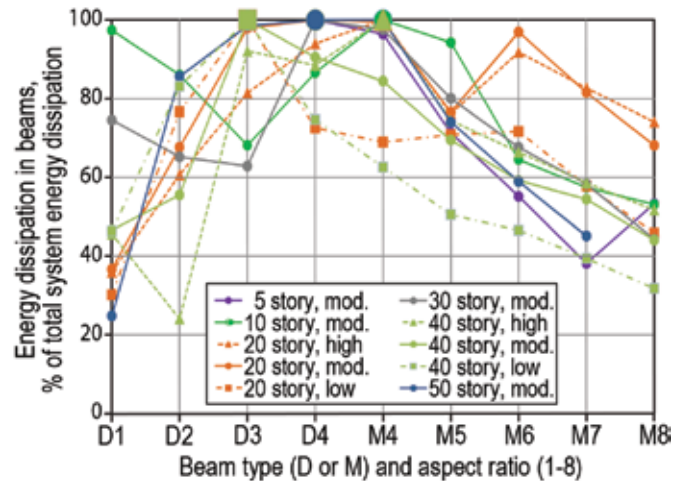 Energy dissipation in beams,
% of total system energy dissipation
100
80
60
40
20
0
5 story, mod.
10 story, mod.
20 story, high
20 story, mod.
20 story, low
30 story, mod.
40 story, high
40 story, mod.
40 story, low
50 story, mod.
D1 D2 D3 D4 M4 M5 M6 M7 M8
Beam type (D or M) and aspect ratio (1-8)